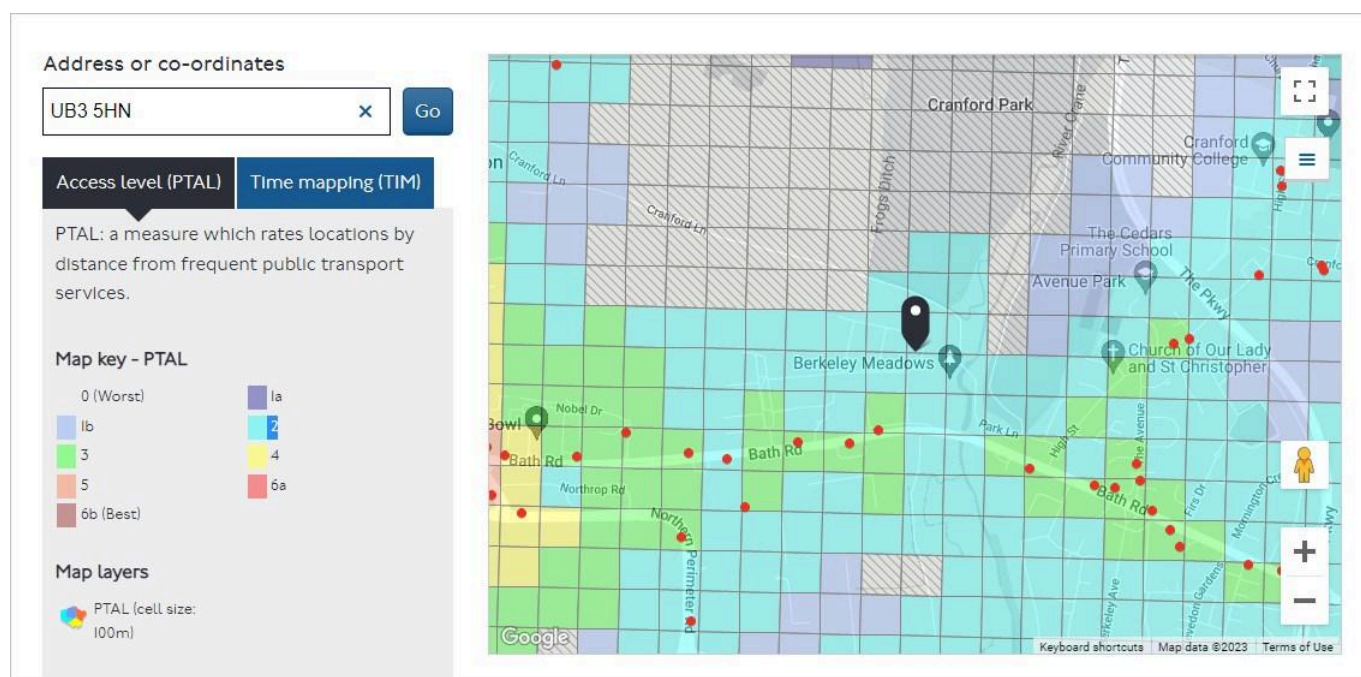 Address or co-ordinates
UB3 5HN
Go
Access level (PTAL)
Time mapping (TIM)
PTAL: a measure which rates locations by
distance from frequent public transport
services.
Map key - PTAL
0 (Worst)
1a
1b
2
3
4
5
6a
6b (Best)
Map layers
PTAL (cell size:
100m)
Cranford Park
River Crane
Cranford
Community College
Cranford Ln
Frogs Ditch
Cranford Ln
The Cedars
Primary School
Avenue Park
The Pkwy
Berkeley Meadows
Church of Our Lady
and St Christopher
Nobel Dr
Bowl
Bath Rd
Bath Rd
Park Ln
High St
The Avenue
Northrop Rd
Bath Rd
Firs Dr
Northern Perimeter Rd
Google
Keyboard shortcuts
Map data ©2023
Terms of Use